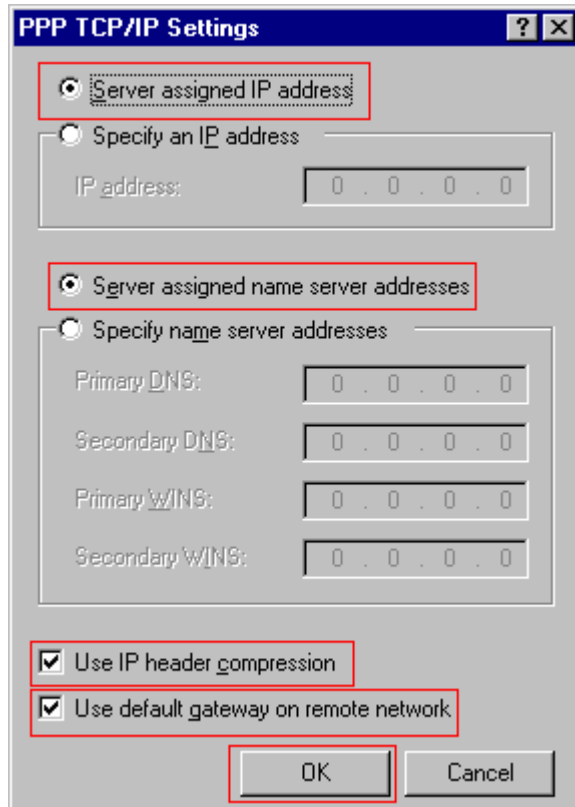 PPP TCP/IP Settings ? ×
Server assigned IP address
Specify an IP address
IP address: 0 . 0 . 0 . 0
Server assigned name server addresses
Specify name server addresses
Primary DNS: 0 . 0 . 0 . 0
Secondary DNS: 0 . 0 . 0 . 0
Primary WINS: 0 . 0 . 0 . 0
Secondary WINS: 0 . 0 . 0 . 0
Use IP header compression
Use default gateway on remote network
OK Cancel